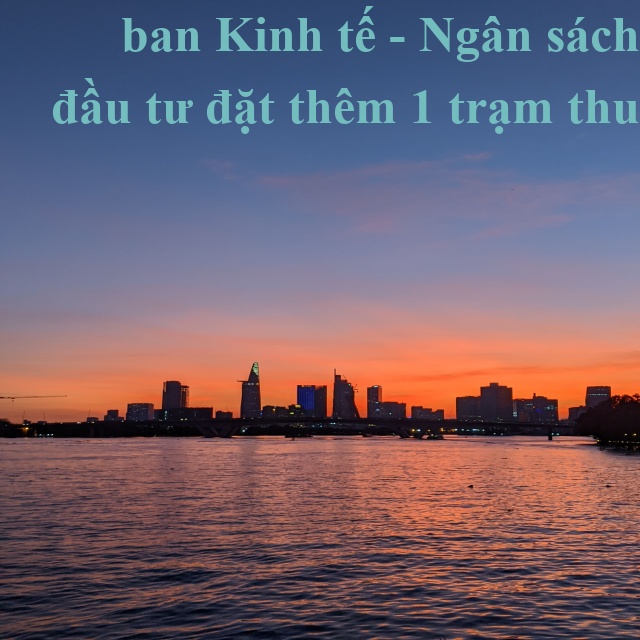 ban Kinh tế - Ngân sách
đầu tư đặt thêm 1 trạm thu